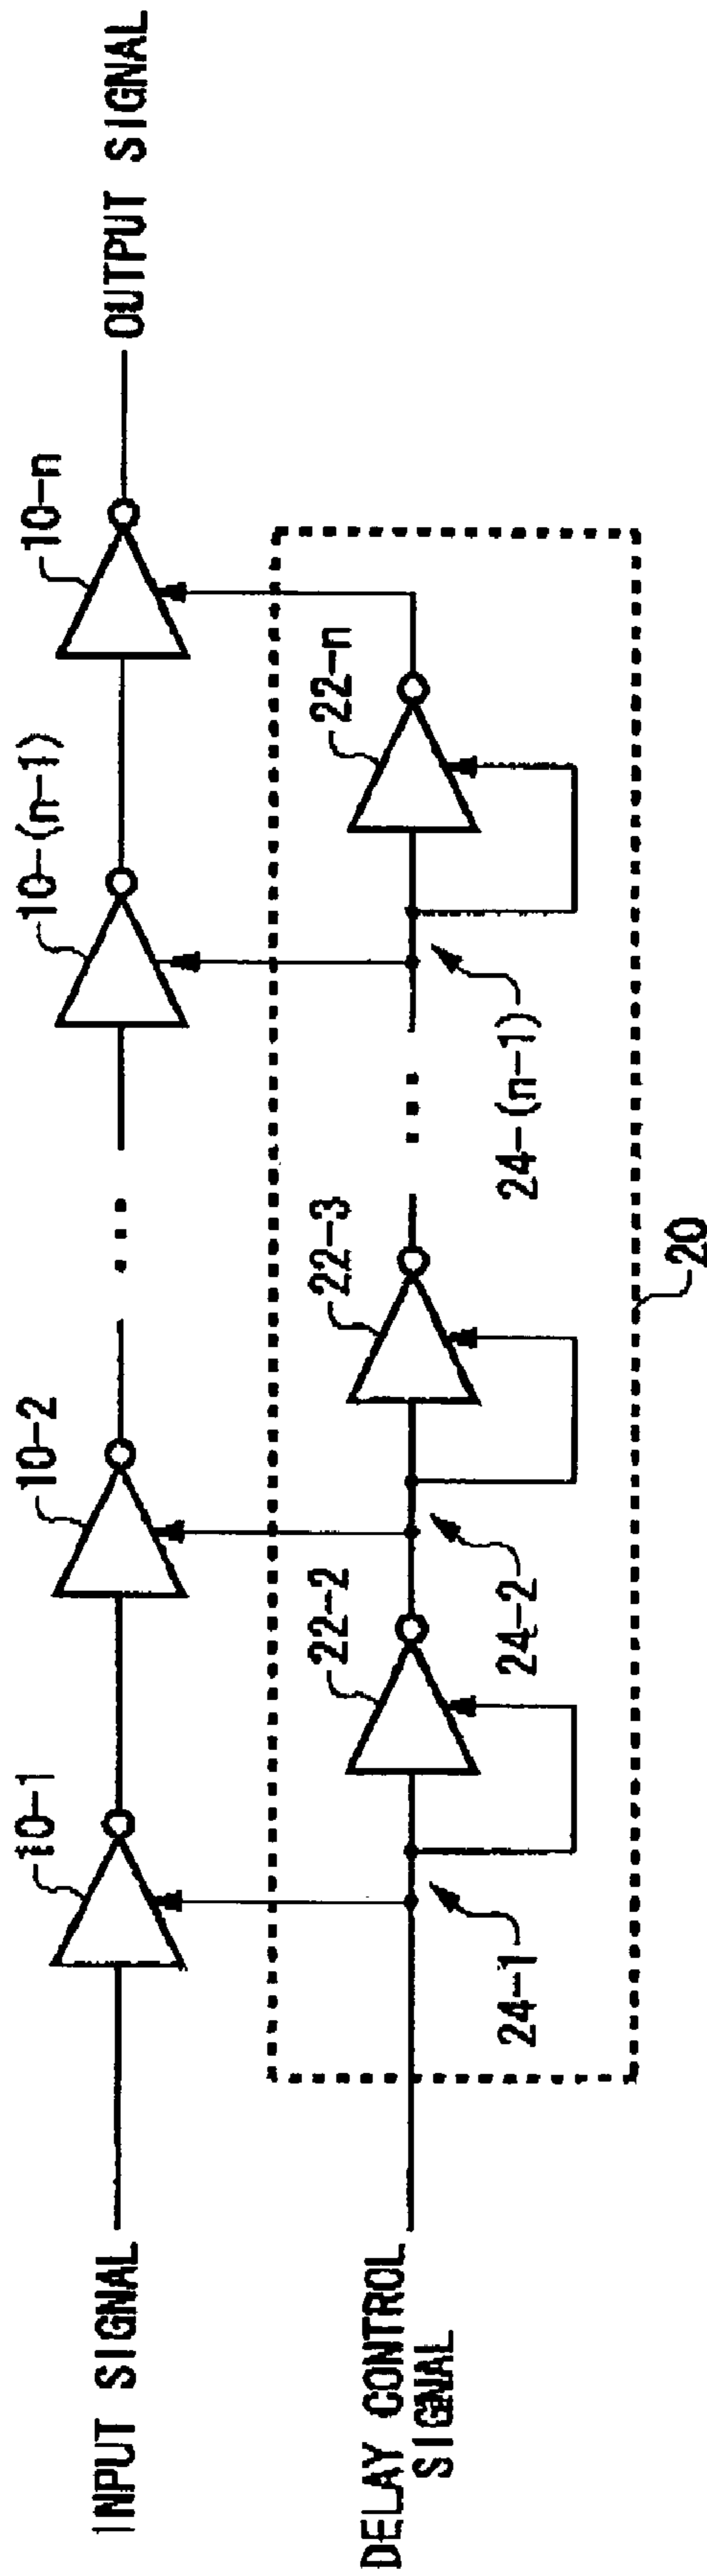 INPUT SIGNAL
10-1
10-2
...
10-(n-1)
10-n
OUTPUT SIGNAL
DELAY CONTROL
SIGNAL
22-2
22-3
...
22-n
24-1
24-2
24-(n-1)
20